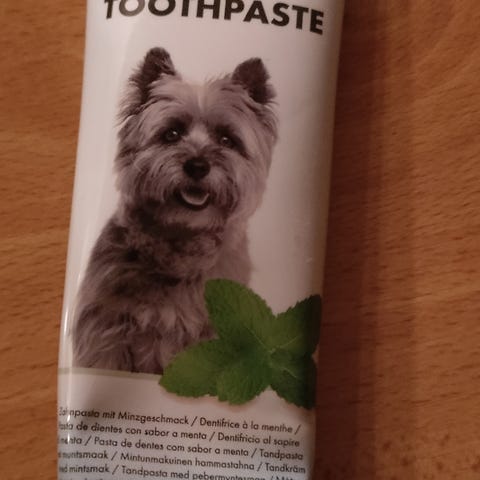 TOOTHPASTE
Zahnpasta mit Minzgeschmack / Dentifrice à la menthe /
Pasta de dientes con sabor a menta / Dentifricio al sapore
menta / Pasta de dentes com sabor a menta / Tandpasta
muntsmaak / Mintunmakuinen hammastahna / Tandkräm
med mintsmak / Tandpasta med pebermyntesmag /